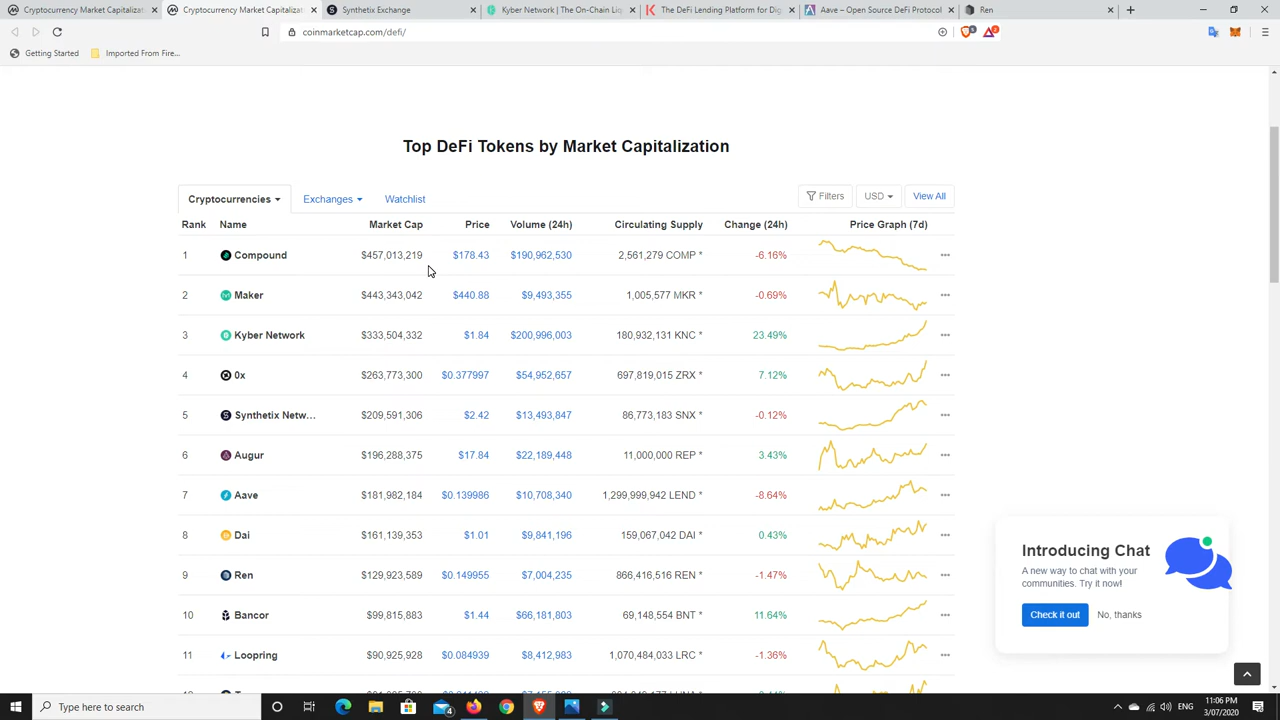 Cryptocurrency Market Capitalizati
Cryptocurrency Market Capitalizati
Synthetix Exchange
Kyber Network | The On-Chain Liq
The DeFi Lending Platform for Dig
Aave – Open Source DeFi Protocol
Ren
coinmarketcap.com/defi/
Getting Started
Imported From Fire...
Top DeFi Tokens by Market Capitalization
Cryptocurrencies
Exchanges
Watchlist
Filters
USD
View All
Rank Name Market Cap Price Volume (24h) Circulating Supply Change (24h) Price Graph (7d)
1 Compound $457,013,219 $178.43 $190,962,530 2,561,279 COMP * -6.16%
2 Maker $443,343,042 $440.88 $9,493,355 1,005,577 MKR * -0.69%
3 Kyber Network $333,504,332 $1.84 $200,996,003 180,932,131 KNC * 23.49%
4 0x $263,773,300 $0.377997 $54,952,657 697,819,015 ZRX * 7.12%
5 Synthetix Netw... $209,591,306 $2.42 $13,493,847 86,773,183 SNX * -0.12%
6 Augur $196,288,375 $17.84 $22,189,448 11,000,000 REP * 3.43%
7 Aave $181,982,184 $0.139986 $10,708,340 1,299,999,942 LEND * -8.64%
8 Dai $161,139,353 $1.01 $9,841,196 159,067,042 DAI * 0.43%
9 Ren $129,923,589 $0.149955 $7,004,235 866,416,516 REN * -1.47%
10 Bancor $99,615,883 $1.44 $66,181,803 69,148,554 BNT * 11.64%
11 Loopring $90,925,928 $0.084939 $8,412,983 1,070,484,033 LRC * -1.36%
Introducing Chat
A new way to chat with your
communities. Try it now!
Check it out
No, thanks
Type here to search
4
ENG
11:06 PM
3/07/2020